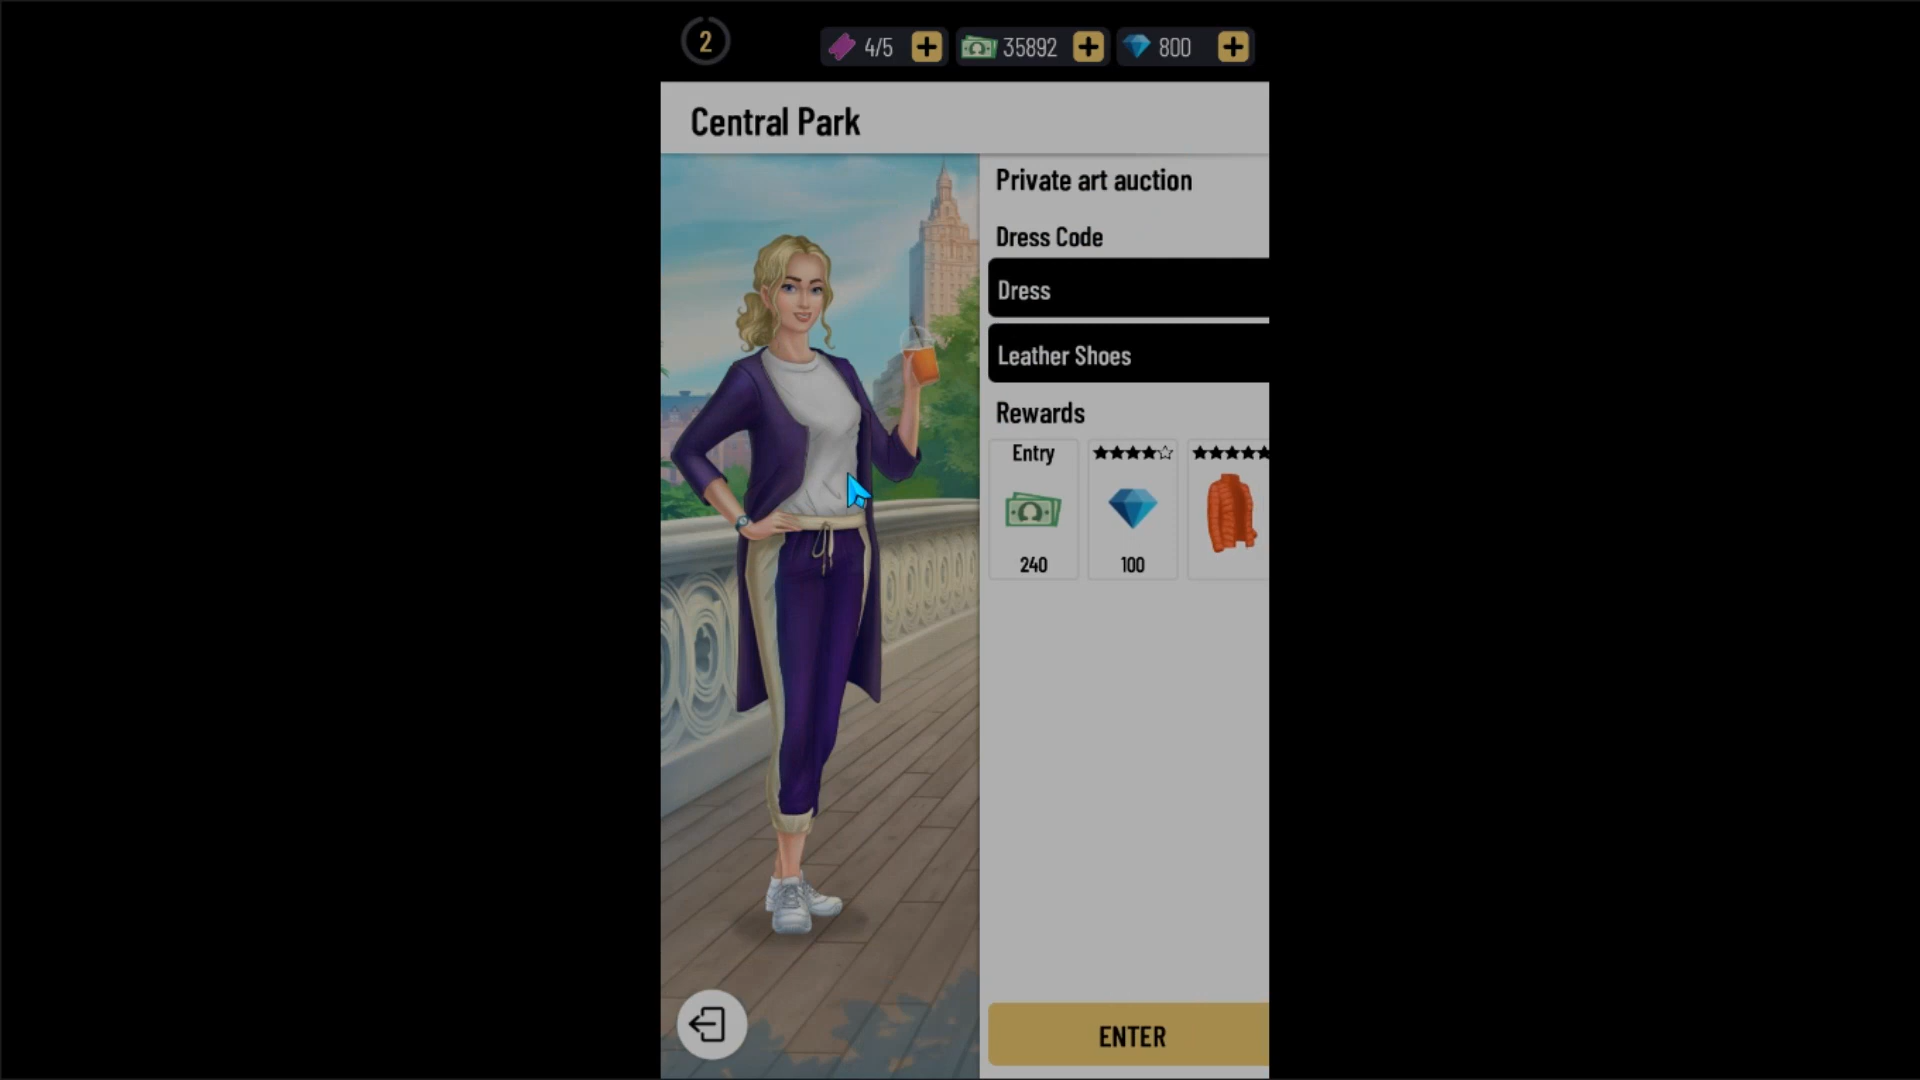 2
4/5
35892
800
Central Park
Private art auction
Dress Code
Dress
Leather Shoes
Rewards
Entry
240
100
ENTER